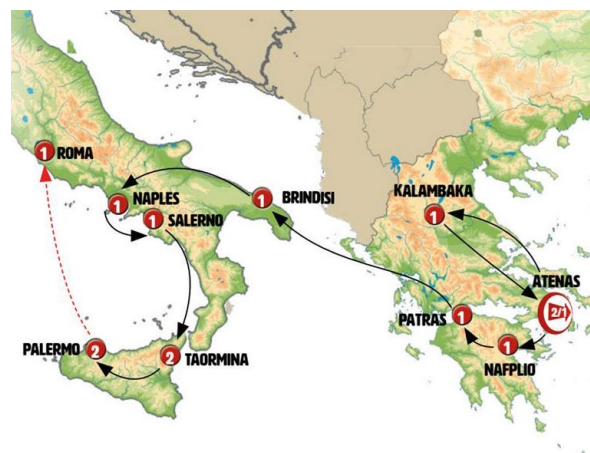 1 ROMA
1 NAPLES
1 SALERNO
1 BRINDISI
KALAMBAKA
1
ATENAS
2/1
PATRAS 1
1
NAFPLIO
PALERMO 2
2 TAORMINA